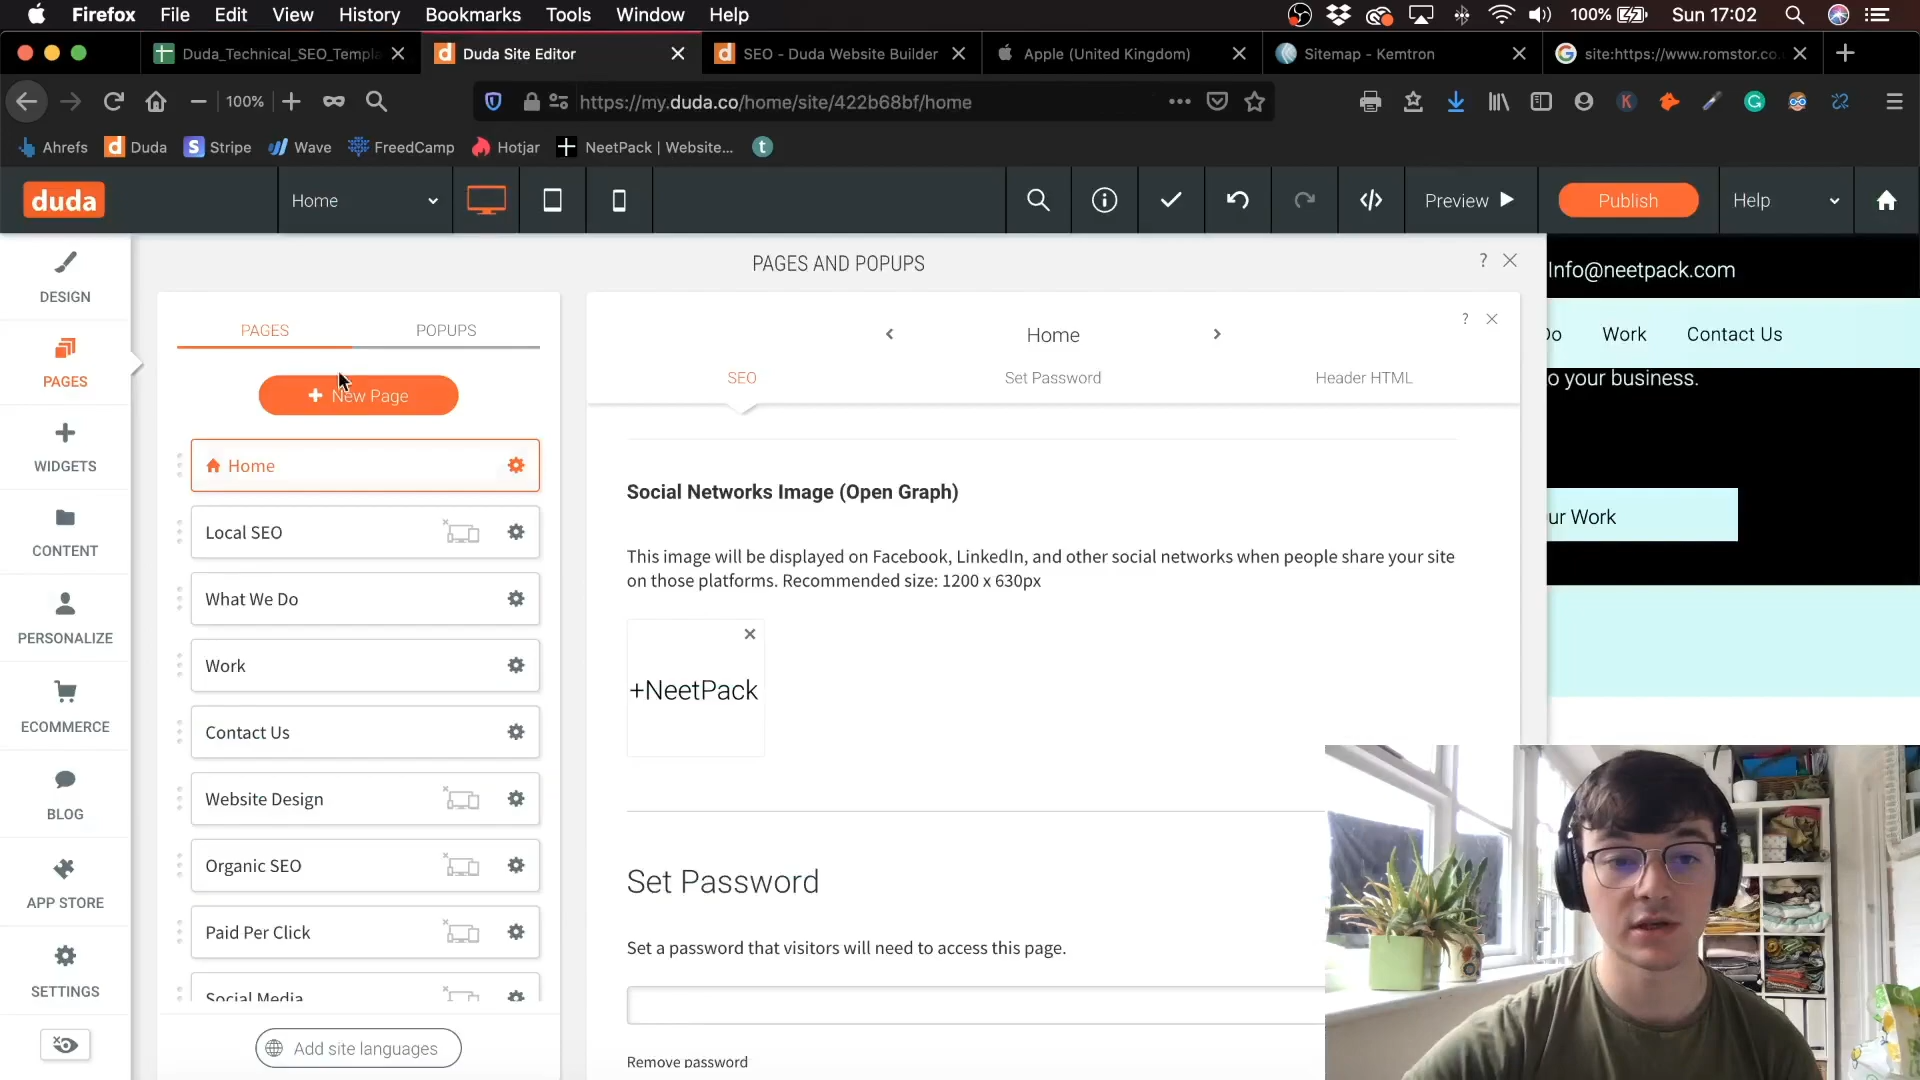 Firefox File Edit View History Bookmarks Tools Window Help 100% Sun 17:02
Duda_Technical_SEO_Templa Duda Site Editor SEO - Duda Website Builder Apple (United Kingdom) Sitemap - Kemtron site:https://www.romstor.co.
100% https://my.duda.co/home/site/422b68bf/home
Ahrefs Duda Stripe Wave FreedCamp Hotjar NeetPack | Website...
duda Home Preview Publish Help
DESIGN
PAGES
WIDGETS
CONTENT
PERSONALIZE
ECOMMERCE
BLOG
APP STORE
SETTINGS
PAGES AND POPUPS
PAGES POPUPS
+ New Page
Home
Local SEO
What We Do
Work
Contact Us
Website Design
Organic SEO
Paid Per Click
Social Media
Add site languages
Home
SEO Set Password Header HTML
Social Networks Image (Open Graph)
This image will be displayed on Facebook, LinkedIn, and other social networks when people share your site
on those platforms. Recommended size: 1200 x 630px
+NeetPack
Set Password
Set a password that visitors will need to access this page.
Remove password
Info@neetpack.com
Do Work Contact Us
o your business.
ur Work